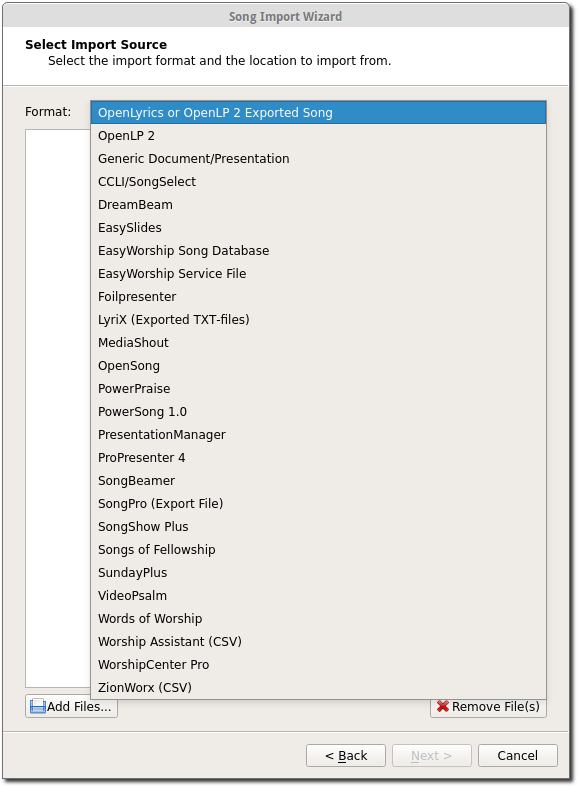 Song Import Wizard
Select Import Source
Select the import format and the location to import from.
Format:
OpenLyrics or OpenLP 2 Exported Song
OpenLP 2
Generic Document/Presentation
CCLI/SongSelect
DreamBeam
EasySlides
EasyWorship Song Database
EasyWorship Service File
Foilpresenter
LyriX (Exported TXT-files)
MediaShout
OpenSong
PowerPraise
PowerSong 1.0
PresentationManager
ProPresenter 4
SongBeamer
SongPro (Export File)
SongShow Plus
Songs of Fellowship
SundayPlus
VideoPsalm
Words of Worship
Worship Assistant (CSV)
WorshipCenter Pro
ZionWorx (CSV)
Add Files... Remove File(s)
< Back Next > Cancel